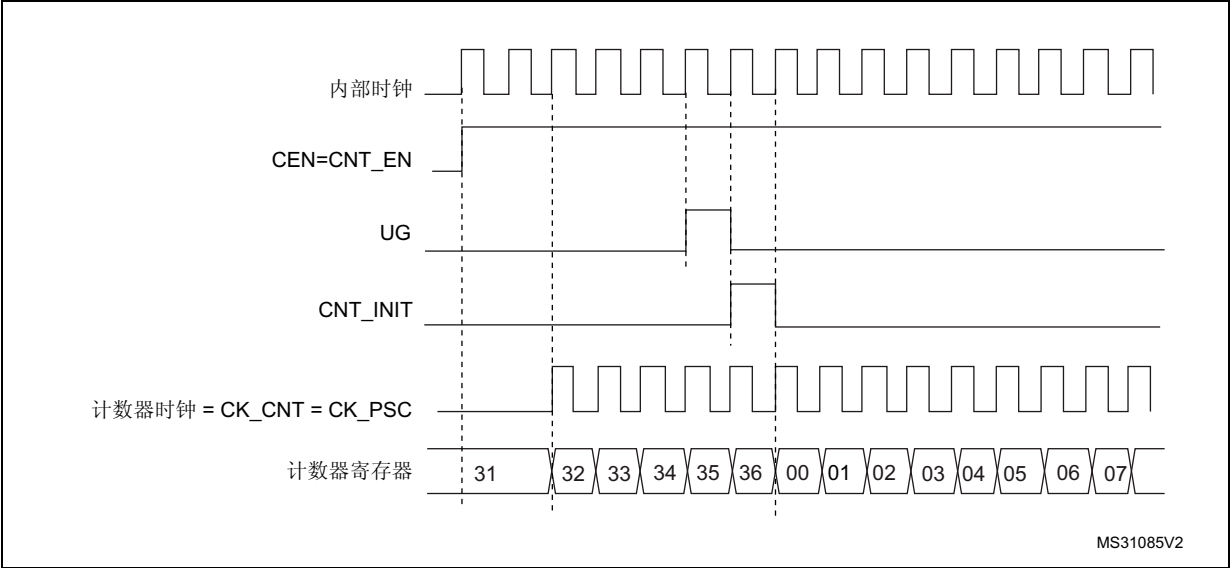 内部时钟
CEN=CNT_EN
UG
CNT_INIT
计数器时钟 = CK_CNT = CK_PSC
计数器寄存器 31 32 33 34 35 36 00 01 02 03 04 05 06 07
MS31085V2